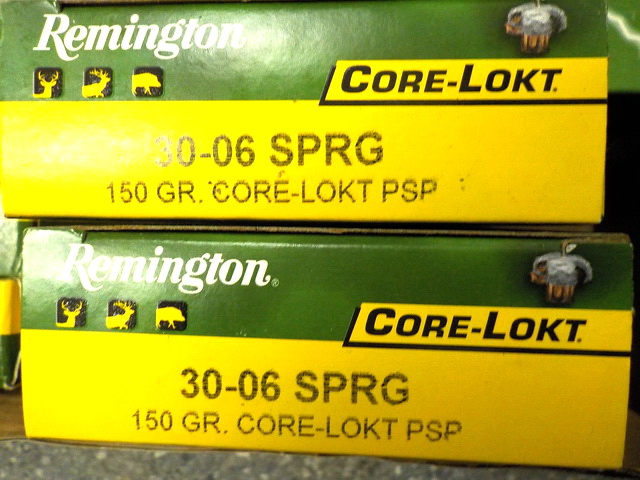 Remington
CORE-LOKT.
30-06 SPRG
150 GR. CORE-LOKT PSP
Remington®
CORE-LOKT.
30-06 SPRG
150 GR. CORE-LOKT PSP